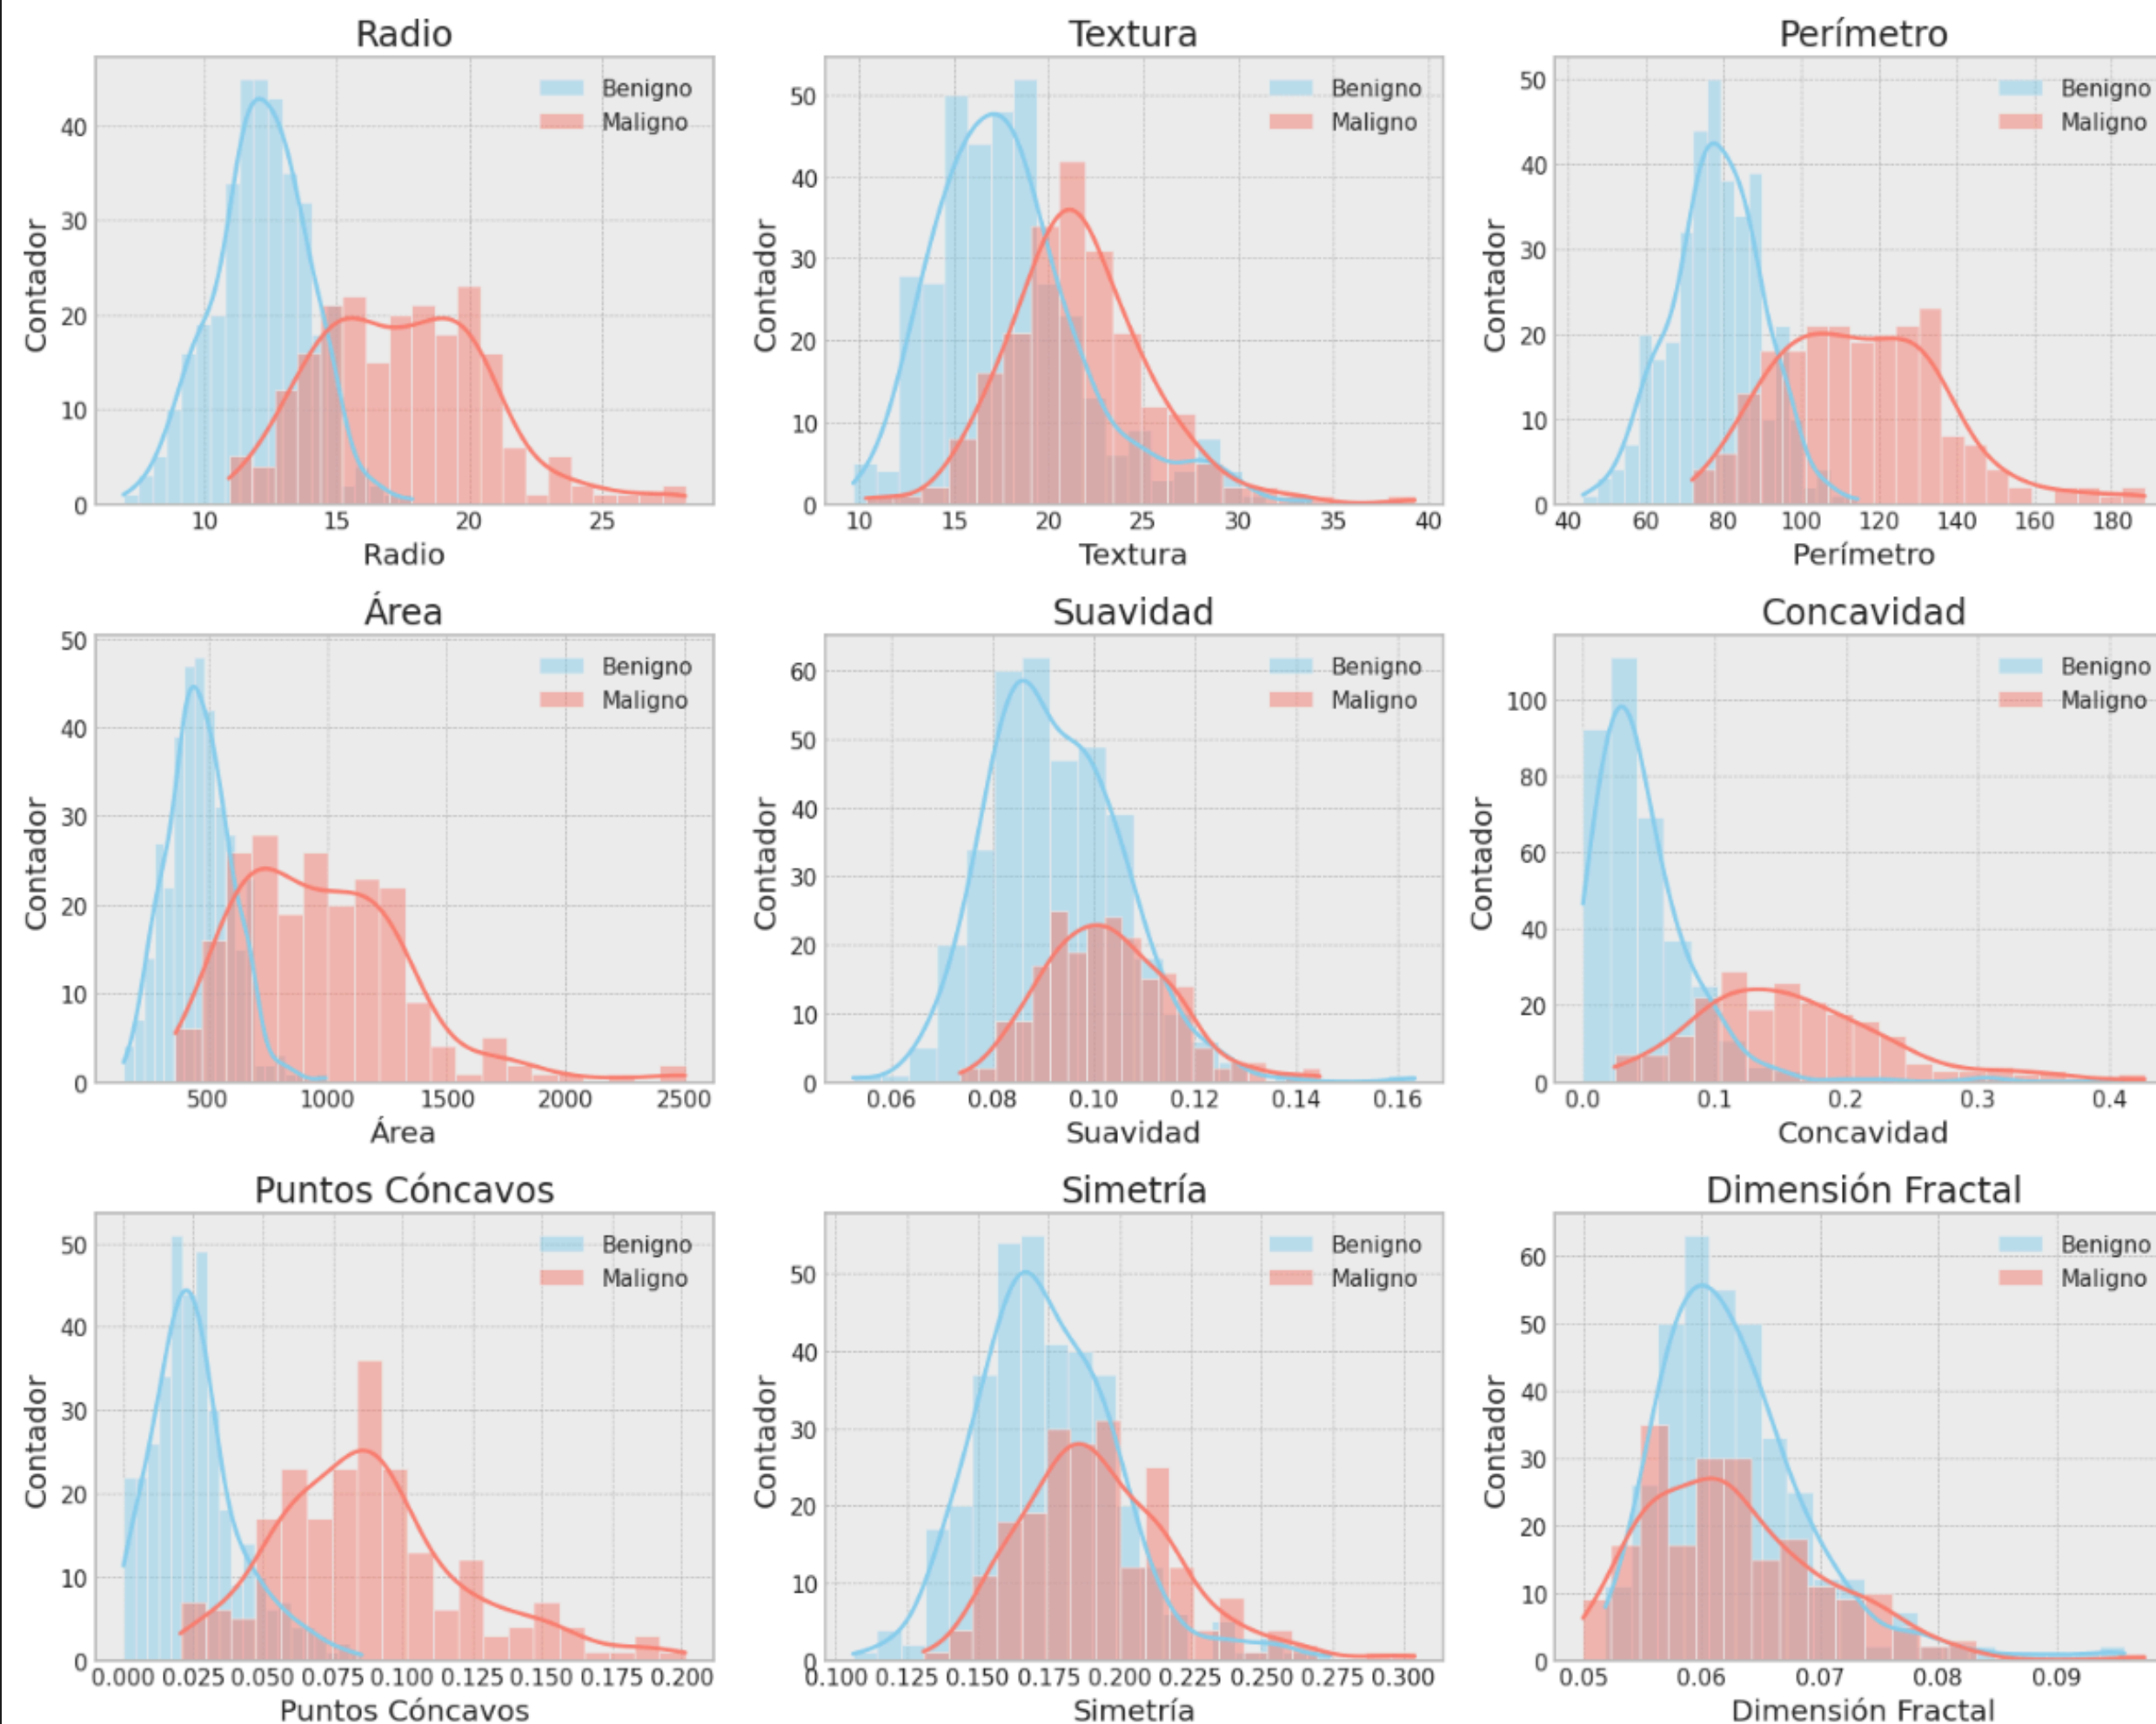 Radio
Textura
Perímetro
Benigno
Maligno
Benigno
Maligno
Benigno
Maligno
Contador
40
30
20
10
0
Contador
50
40
30
20
10
0
Contador
50
40
30
20
10
0
10 15 20 25
10 15 20 25 30 35 40
40 60 80 100 120 140 160 180
Radio
Textura
Perímetro
Área
Suavidad
Concavidad
Benigno
Maligno
Benigno
Maligno
Benigno
Maligno
Contador
50
40
30
20
10
0
Contador
60
50
40
30
20
10
0
Contador
100
80
60
40
20
0
500 1000 1500 2000 2500
0.06 0.08 0.10 0.12 0.14 0.16
0.0 0.1 0.2 0.3 0.4
Área
Suavidad
Concavidad
Puntos Cóncavos
Simetría
Dimensión Fractal
Benigno
Maligno
Benigno
Maligno
Benigno
Maligno
Contador
50
40
30
20
10
0
Contador
50
40
30
20
10
0
Contador
60
50
40
30
20
10
0
0.000 0.025 0.050 0.075 0.100 0.125 0.150 0.175 0.200
0.100 0.125 0.150 0.175 0.200 0.225 0.250 0.275 0.300
0.05 0.06 0.07 0.08 0.09
Puntos Cóncavos
Simetría
Dimensión Fractal